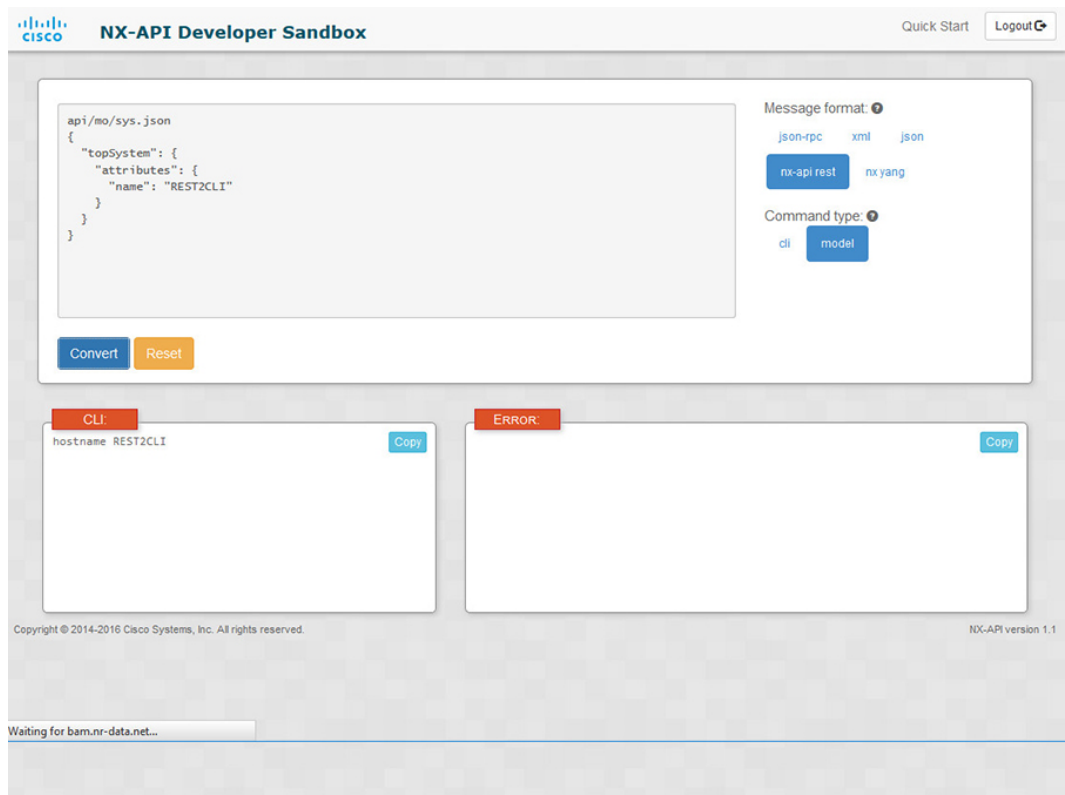 CISCO NX-API Developer Sandbox Quick Start Logout
api/mo/sys.json
{
  "topSystem": {
    "attributes": {
      "name": "REST2CLI"
    }
  }
}
Message format:
json-rpc xml json
nx-api rest nx yang
Command type:
cli model
Convert Reset
CLI:
hostname REST2CLI
Copy
ERROR:
Copy
Copyright © 2014-2016 Cisco Systems, Inc. All rights reserved. NX-API version 1.1
Waiting for bam.nr-data.net...